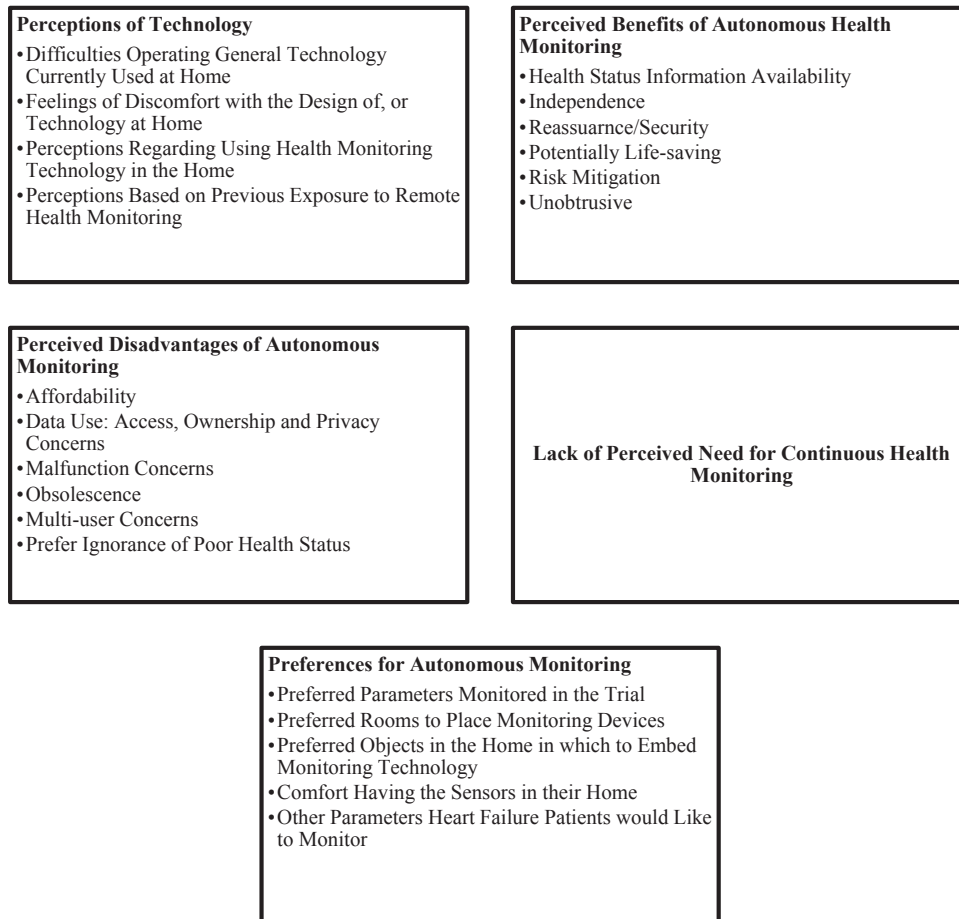 Perceptions of Technology
•Difficulties Operating General Technology
Currently Used at Home
•Feelings of Discomfort with the Design of, or
Technology at Home
•Perceptions Regarding Using Health Monitoring
Technology in the Home
•Perceptions Based on Previous Exposure to Remote
Health Monitoring
Perceived Benefits of Autonomous Health
Monitoring
•Health Status Information Availability
•Independence
•Reassuarnce/Security
•Potentially Life-saving
•Risk Mitigation
•Unobtrusive
Perceived Disadvantages of Autonomous
Monitoring
•Affordability
•Data Use: Access, Ownership and Privacy
Concerns
•Malfunction Concerns
•Obsolescence
•Multi-user Concerns
•Prefer Ignorance of Poor Health Status
Lack of Perceived Need for Continuous Health
Monitoring
Preferences for Autonomous Monitoring
•Preferred Parameters Monitored in the Trial
•Preferred Rooms to Place Monitoring Devices
•Preferred Objects in the Home in which to Embed
Monitoring Technology
•Comfort Having the Sensors in their Home
•Other Parameters Heart Failure Patients would Like
to Monitor